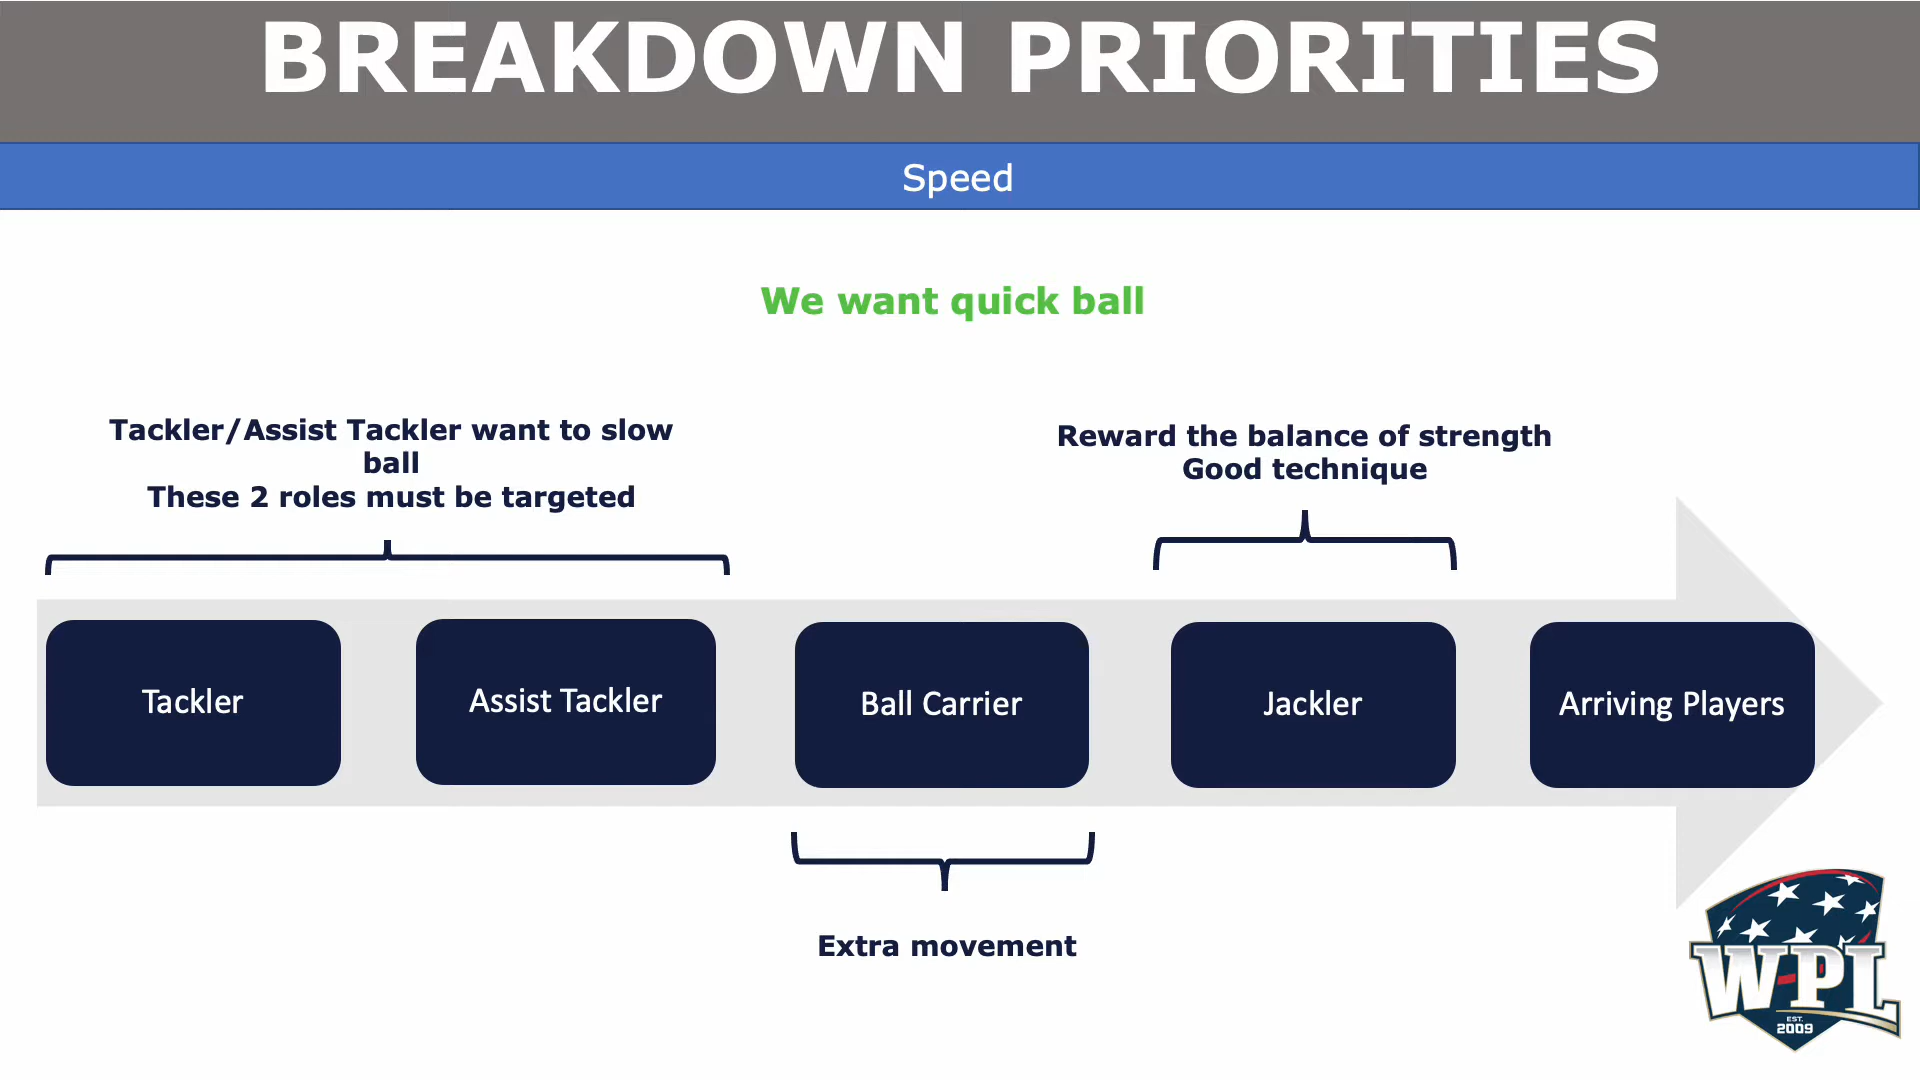 BREAKDOWN PRIORITIES
Speed
We want quick ball
Tackler/Assist Tackler want to slow
ball
These 2 roles must be targeted
Reward the balance of strength
Good technique
Tackler
Assist Tackler
Ball Carrier
Jackler
Arriving Players
Extra movement
W-PL
EST.
2009